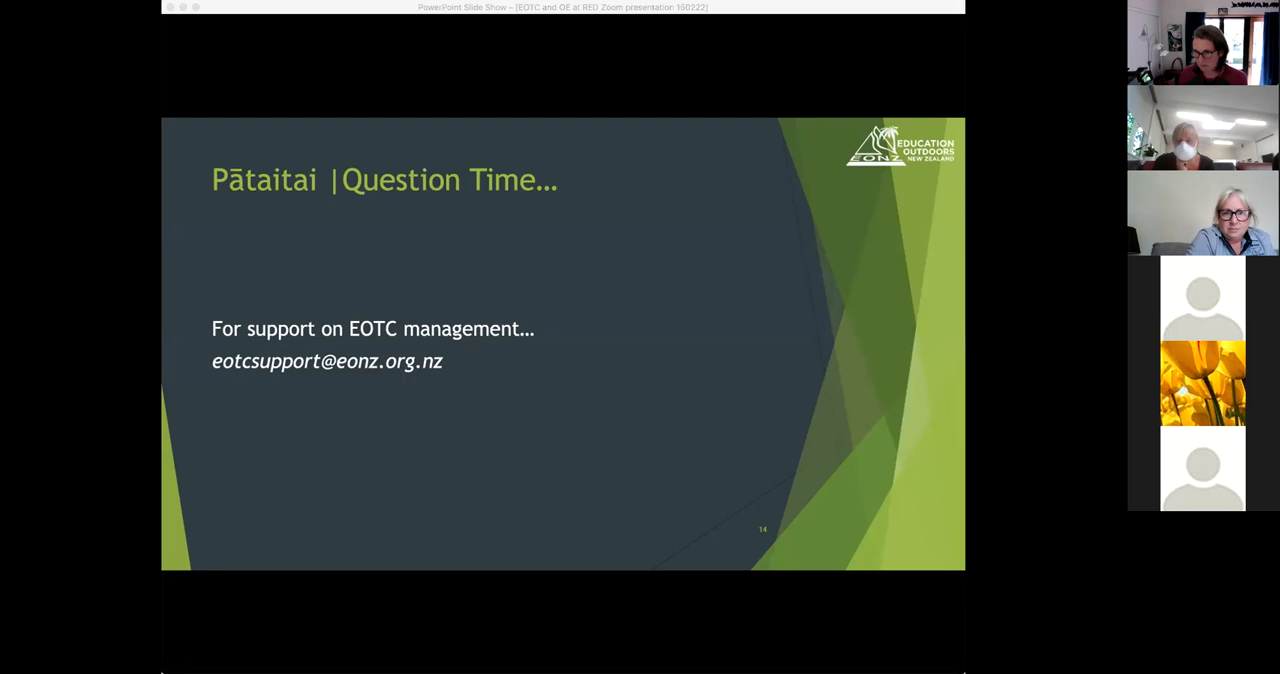 PowerPoint Slide Show – [EOTC and OE at RED Zoom presentation 160222]
EDUCATION
OUTDOORS
NEW ZEALAND
EONZ
Pātaitai |Question Time…
For support on EOTC management…
eotcsupport@eonz.org.nz
14